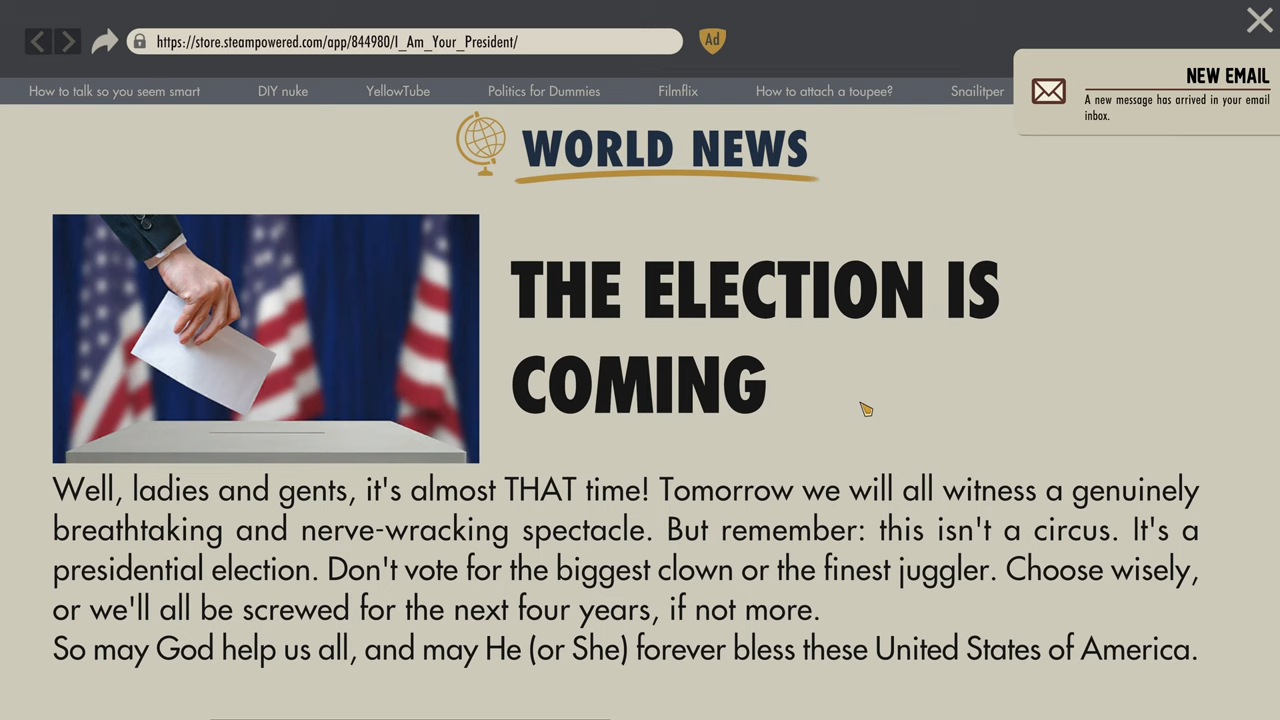 https://store.steampowered.com/app/844980/I_Am_Your_President/
Ad
How to talk so you seem smart
DIY nuke
YellowTube
Politics for Dummies
Filmflix
How to attach a toupee?
Snailitper
NEW EMAIL
A new message has arrived in your email
inbox.
WORLD NEWS
THE ELECTION IS
COMING
Well, ladies and gents, it's almost THAT time! Tomorrow we will all witness a genuinely
breathtaking and nerve-wracking spectacle. But remember: this isn't a circus. It's a
presidential election. Don't vote for the biggest clown or the finest juggler. Choose wisely,
or we'll all be screwed for the next four years, if not more.
So may God help us all, and may He (or She) forever bless these United States of America.